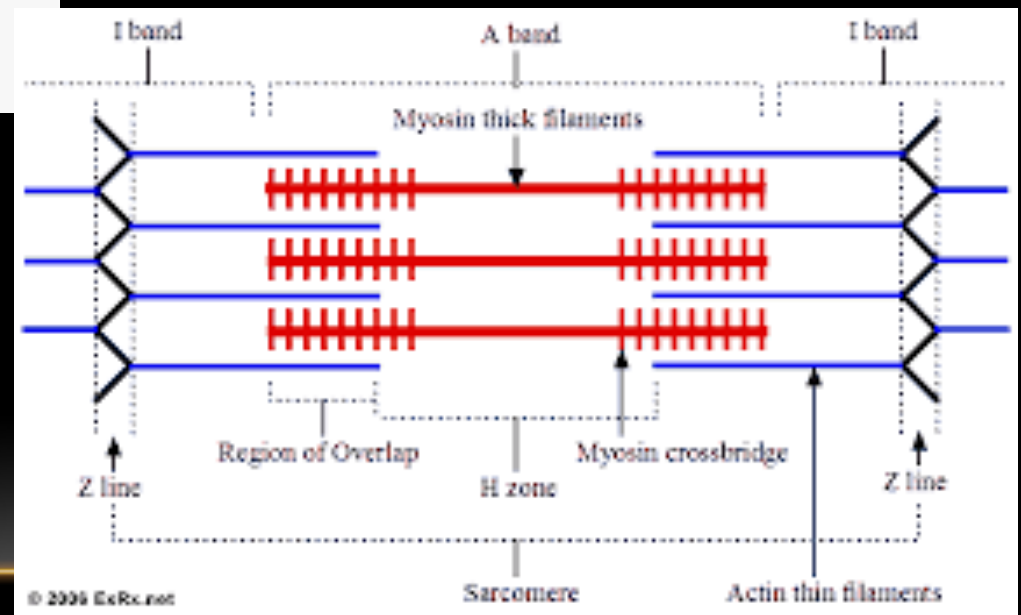 I band
A band
I band
Myosin thick filaments
Region of Overlap
Myosin crossbridge
Z line
H zone
Z line
Sarcomere
Actin thin filaments
© 2006 ExRx.net